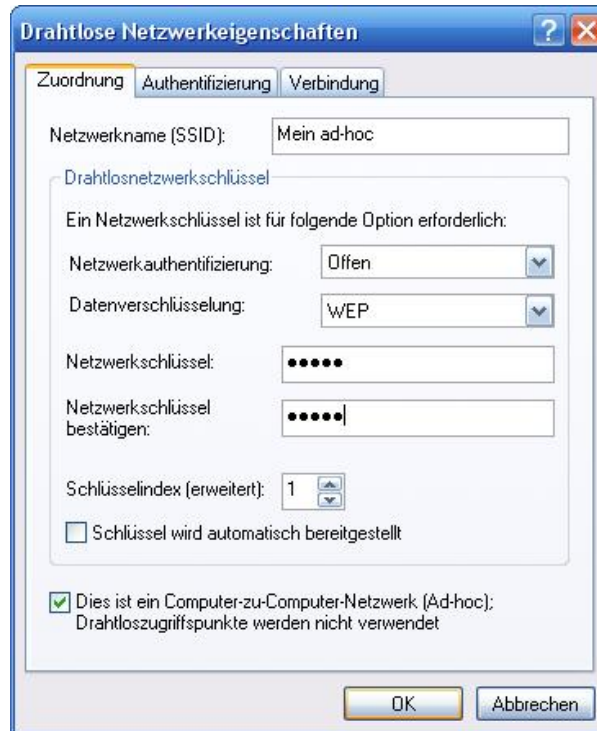 Drahtlose Netzwerkeigenschaften
Zuordnung Authentifizierung Verbindung
Netzwerkname (SSID): Mein ad-hoc
Drahtlosnetzwerkschlüssel
Ein Netzwerkschlüssel ist für folgende Option erforderlich:
Netzwerkauthentifizierung: Offen
Datenverschlüsselung: WEP
Netzwerkschlüssel: •••••
Netzwerkschlüssel
bestätigen: •••••
Schlüsselindex (erweitert): 1
Schlüssel wird automatisch bereitgestellt
Dies ist ein Computer-zu-Computer-Netzwerk (Ad-hoc);
Drahtloszugriffspunkte werden nicht verwendet
OK Abbrechen